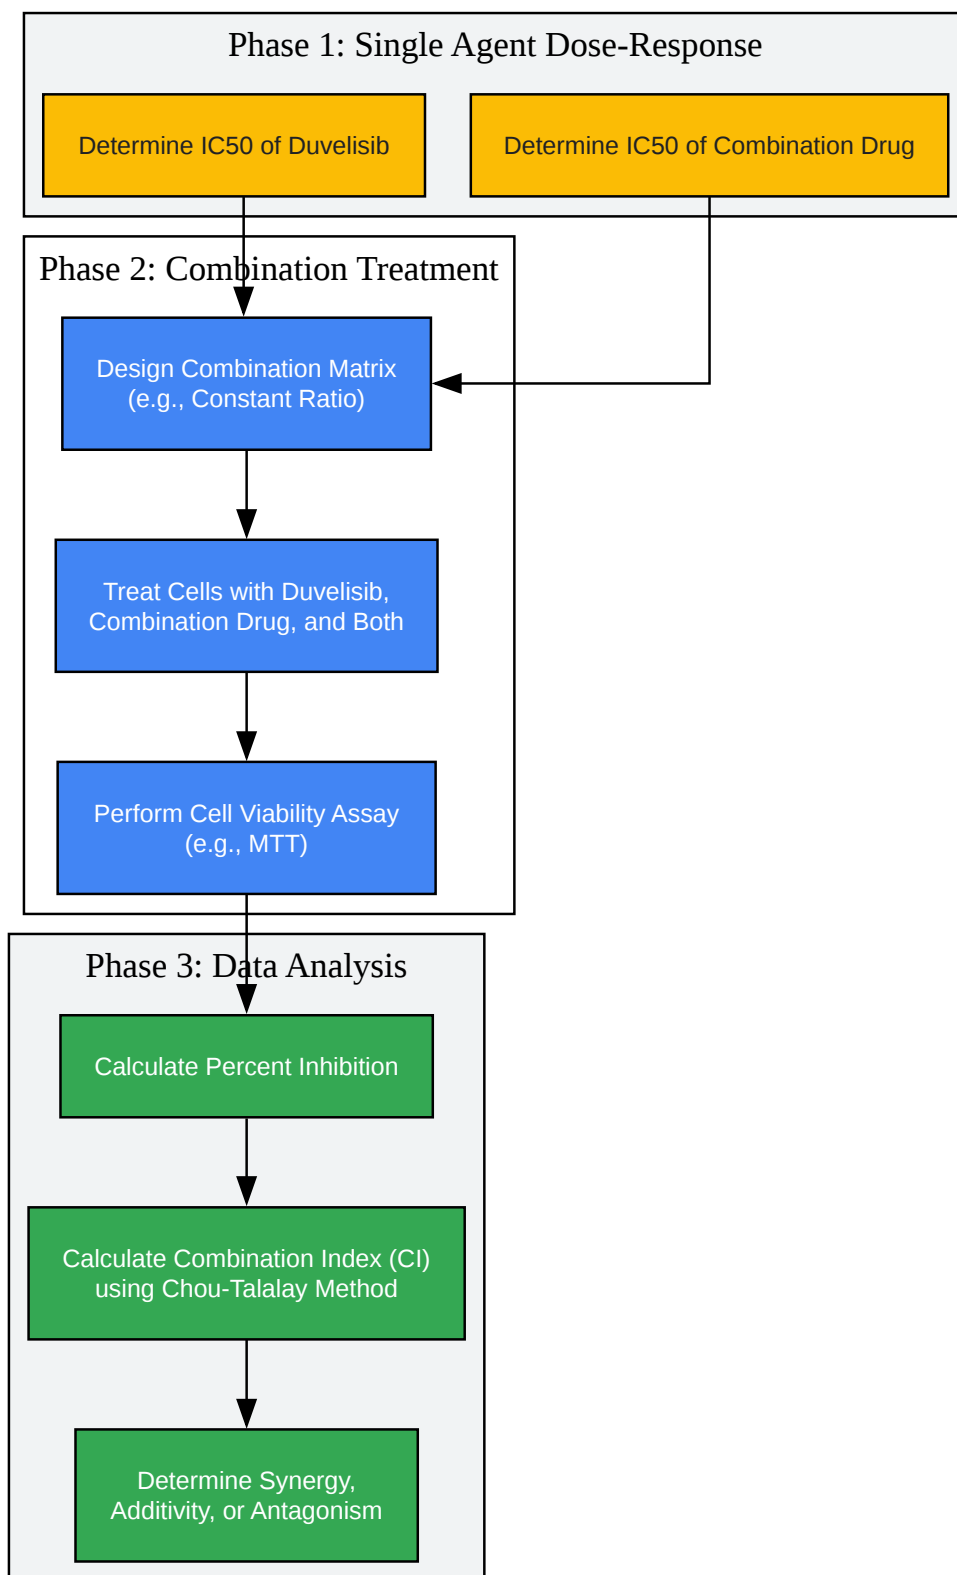 Phase 1: Single Agent Dose-Response
Determine IC50 of Duvelisib
Determine IC50 of Combination Drug
Phase 2: Combination Treatment
Design Combination Matrix
(e.g., Constant Ratio)
Treat Cells with Duvelisib,
Combination Drug, and Both
Perform Cell Viability Assay
(e.g., MTT)
Phase 3: Data Analysis
Calculate Percent Inhibition
Calculate Combination Index (CI)
using Chou-Talalay Method
Determine Synergy,
Additivity, or Antagonism